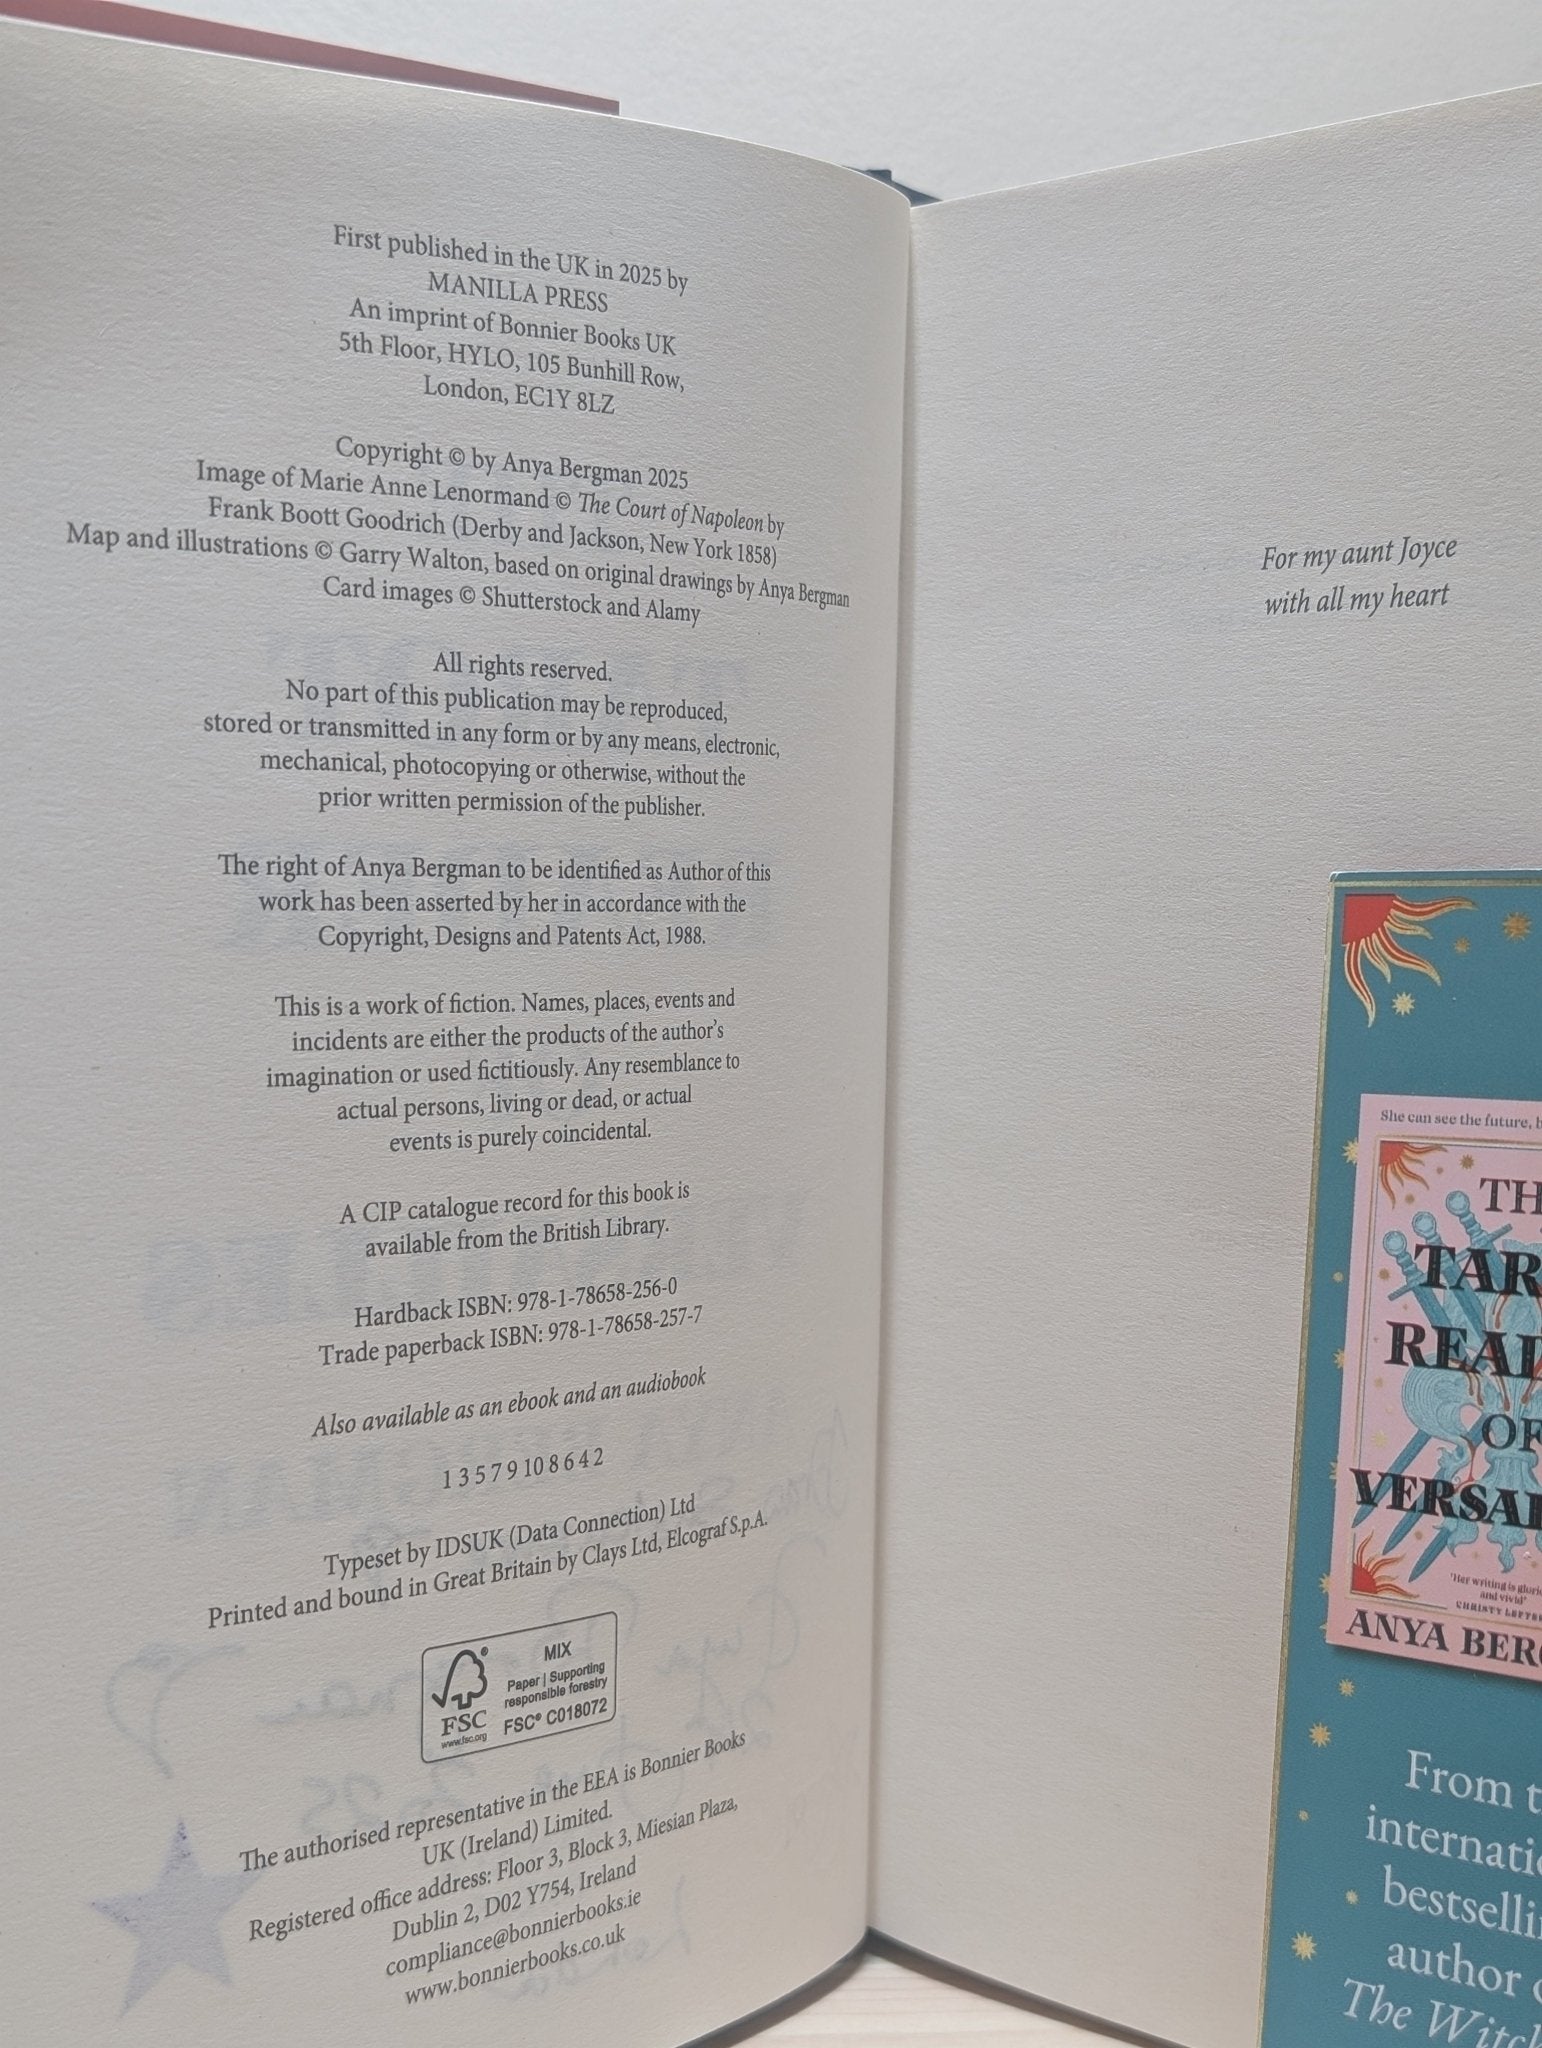 First published in the UK in 2025 by
MANILLA PRESS
An imprint of Bonnier Books UK
5th Floor, HYLO, 105 Bunhill Row,
London, EC1Y 8LZ
Copyright © by Anya Bergman 2025
Image of Marie Anne Lenormand © The Court of Napoleon by
Frank Boott Goodrich (Derby and Jackson, New York 1858)
Map and illustrations © Garry Walton, based on original drawings by Anya Bergman
Card images © Shutterstock and Alamy
All rights reserved.
No part of this publication may be reproduced,
stored or transmitted in any form or by any means, electronic,
mechanical, photocopying or otherwise, without the
prior written permission of the publisher.
The right of Anya Bergman to be identified as Author of this
work has been asserted by her in accordance with the
Copyright, Designs and Patents Act, 1988.
This is a work of fiction. Names, places, events and
incidents are either the products of the author's
imagination or used fictitiously. Any resemblance to
actual persons, living or dead, or actual
events is purely coincidental.
A CIP catalogue record for this book is
available from the British Library.
Hardback ISBN: 978-1-78658-256-0
Trade paperback ISBN: 978-1-78658-257-7
Also available as an ebook and an audiobook
1 3 5 7 9 10 8 6 4 2
Typeset by IDSUK (Data Connection) Ltd
Printed and bound in Great Britain by Clays Ltd, Elcograf S.p.A.
FSC®
www.fsc.org
MIX
Paper | Supporting
responsible forestry
FSC® C018072
The authorised representative in the EEA is Bonnier Books
UK (Ireland) Limited.
Registered office address: Floor 3, Block 3, Miesian Plaza,
Dublin 2, D02 Y754, Ireland
compliance@bonnierbooks.ie
www.bonnierbooks.co.uk
For my aunt Joyce
with all my heart
She can see the future, b
TH
TAR
READ
OF
VERSAI
'Her writing is glorio
and vivid'
CHRISTY LEFTE
ANYA BERG
From t
internatio
bestsellin
author o
The Witch